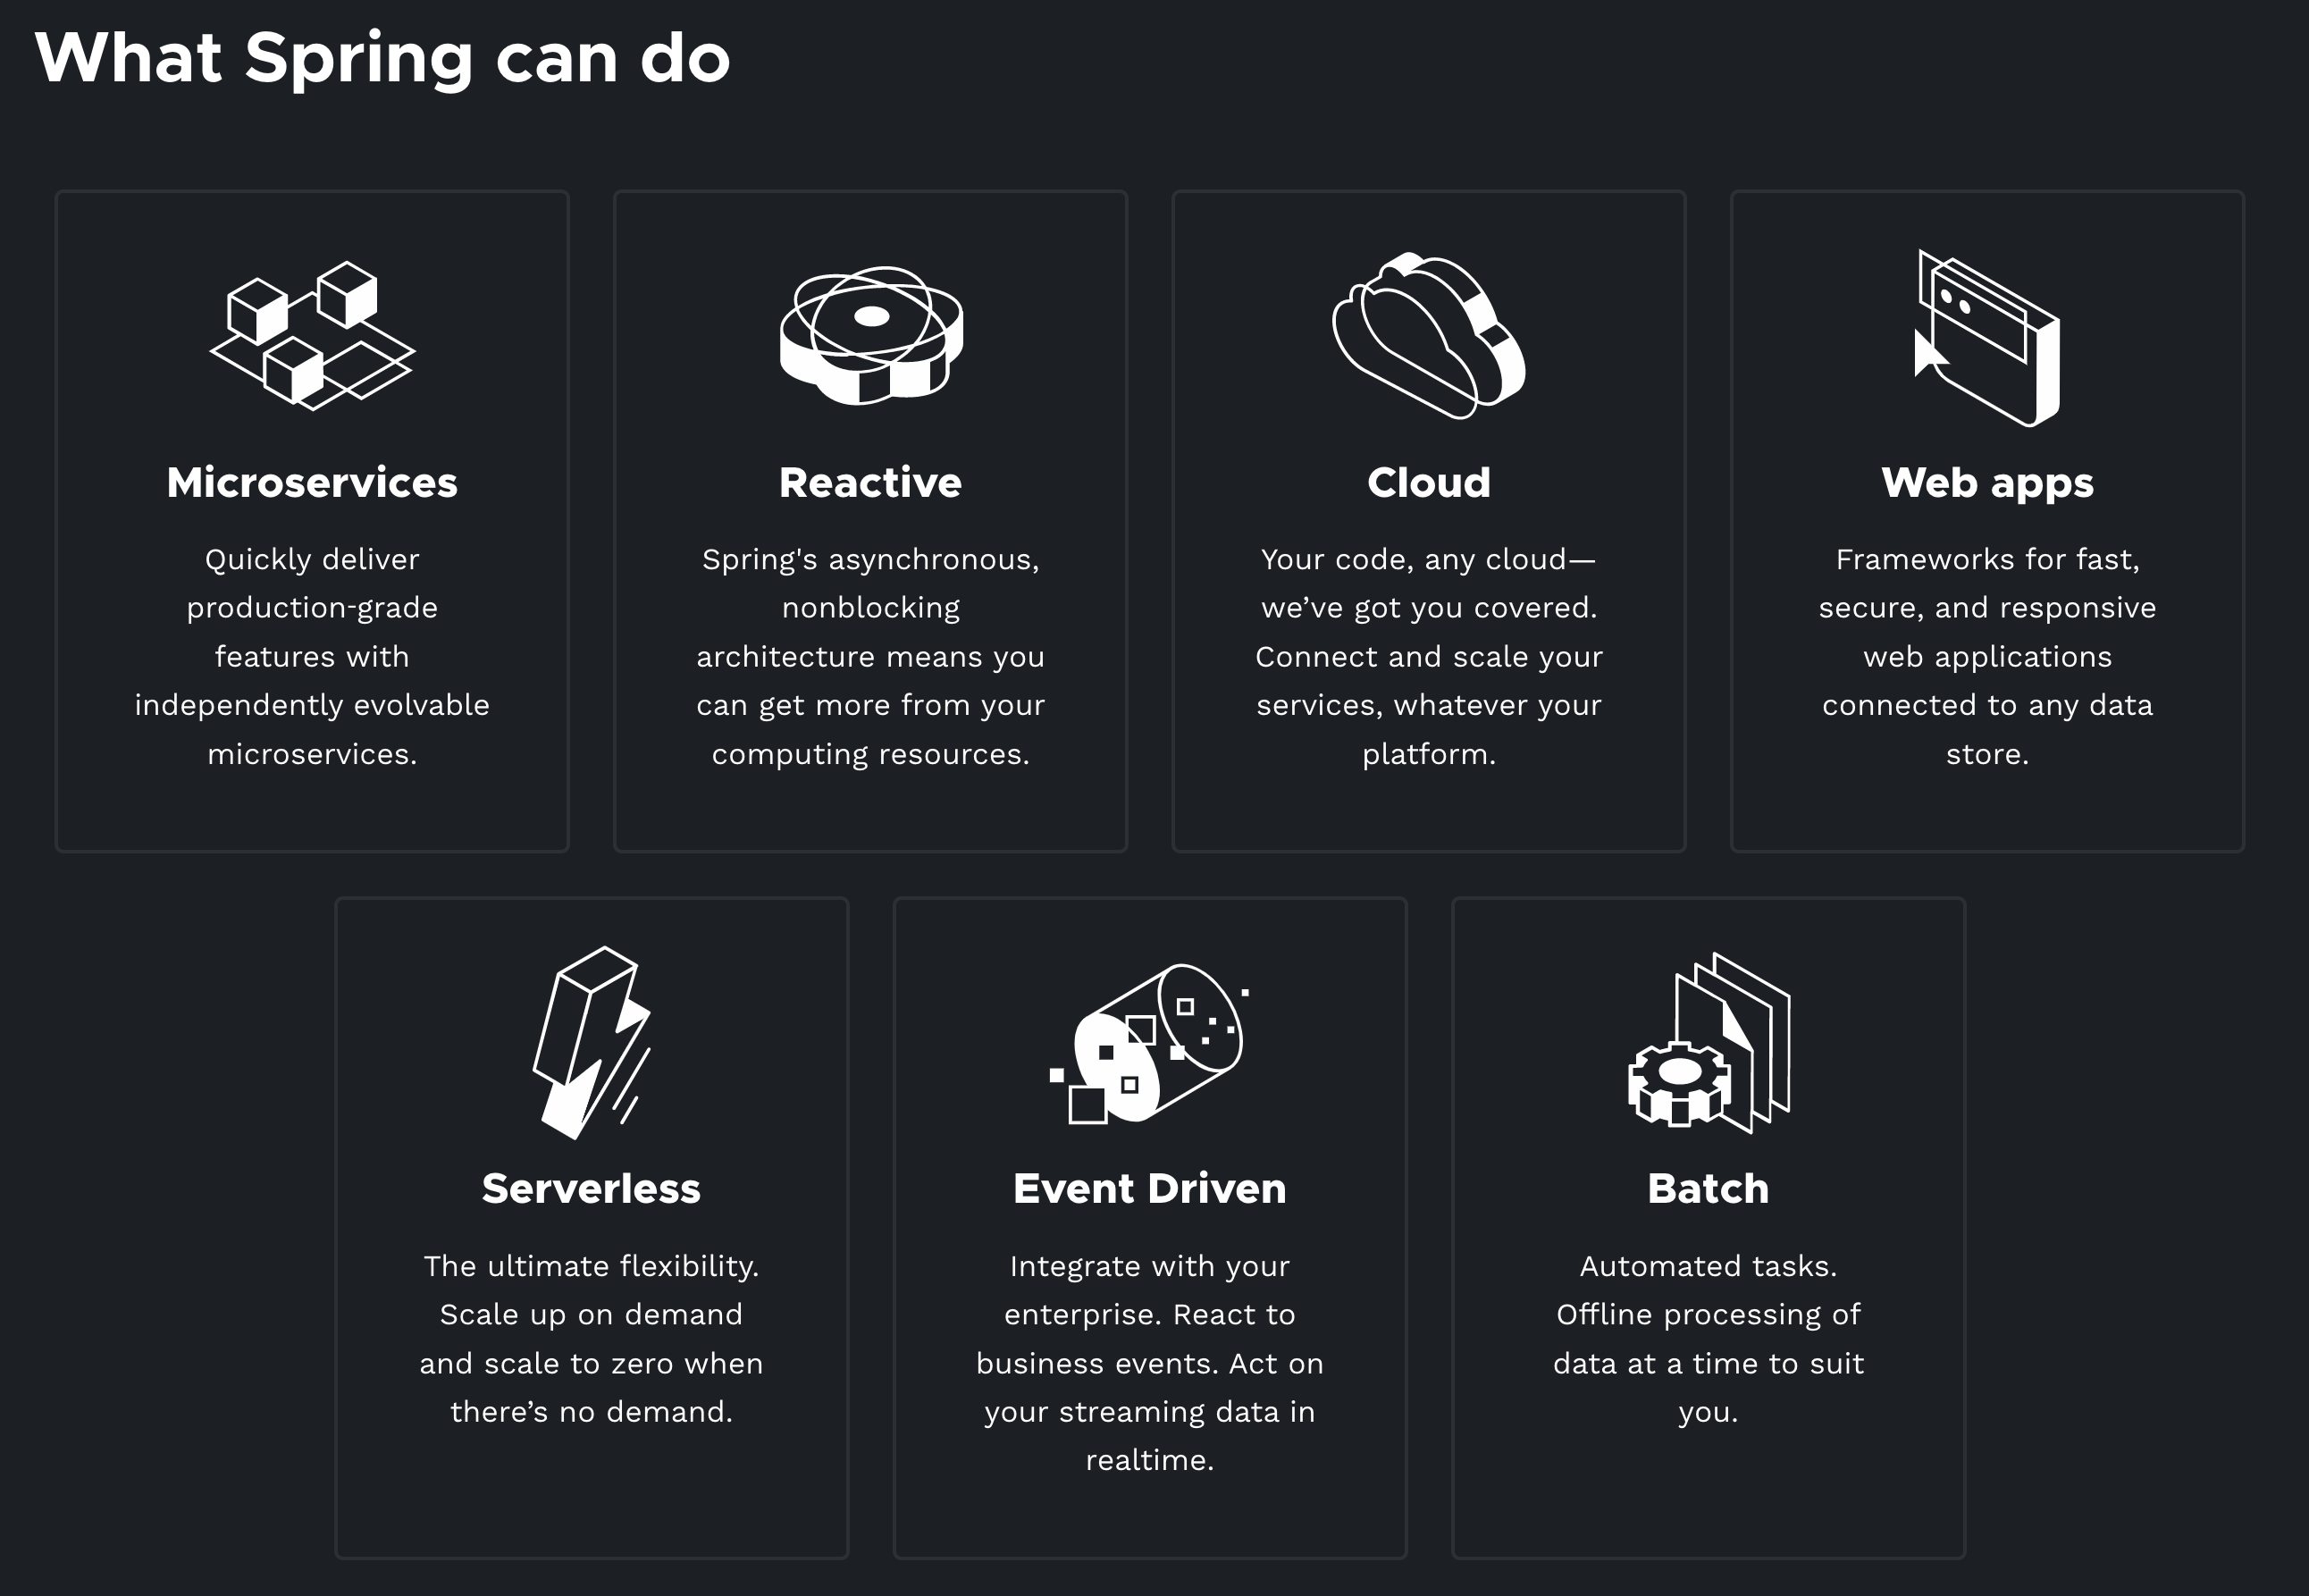 What Spring can do
Microservices
Quickly deliver
production-grade
features with
independently evolvable
microservices.
Reactive
Spring's asynchronous,
nonblocking
architecture means you
can get more from your
computing resources.
Cloud
Your code, any cloud—
we’ve got you covered.
Connect and scale your
services, whatever your
platform.
Web apps
Frameworks for fast,
secure, and responsive
web applications
connected to any data
store.
Serverless
The ultimate flexibility.
Scale up on demand
and scale to zero when
there’s no demand.
Event Driven
Integrate with your
enterprise. React to
business events. Act on
your streaming data in
realtime.
Batch
Automated tasks.
Offline processing of
data at a time to suit
you.